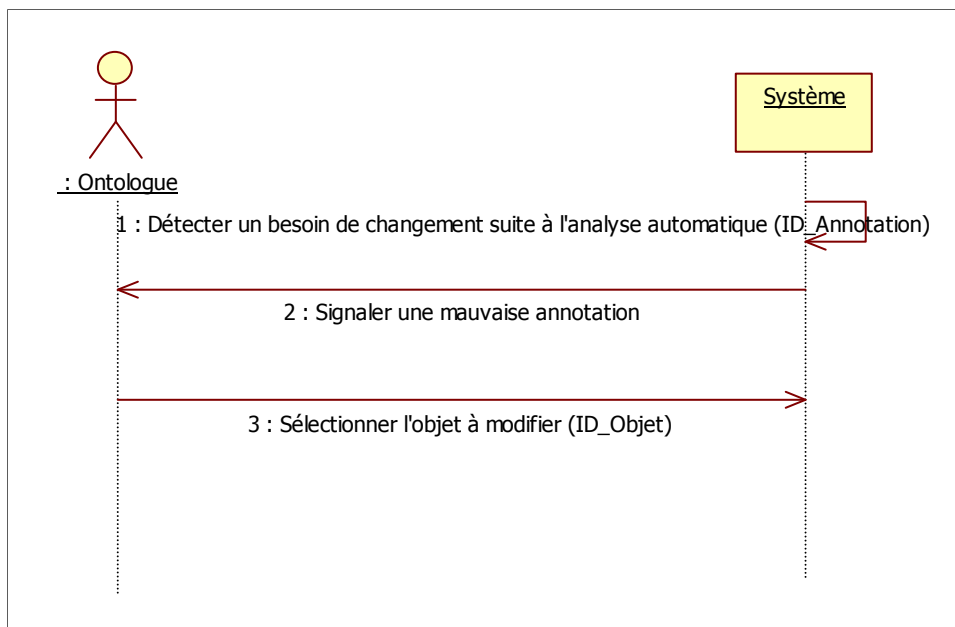 Système
: Ontologue
1 : Détecter un besoin de changement suite à l'analyse automatique (ID_Annotation)
2 : Signaler une mauvaise annotation
3 : Sélectionner l'objet à modifier (ID_Objet)